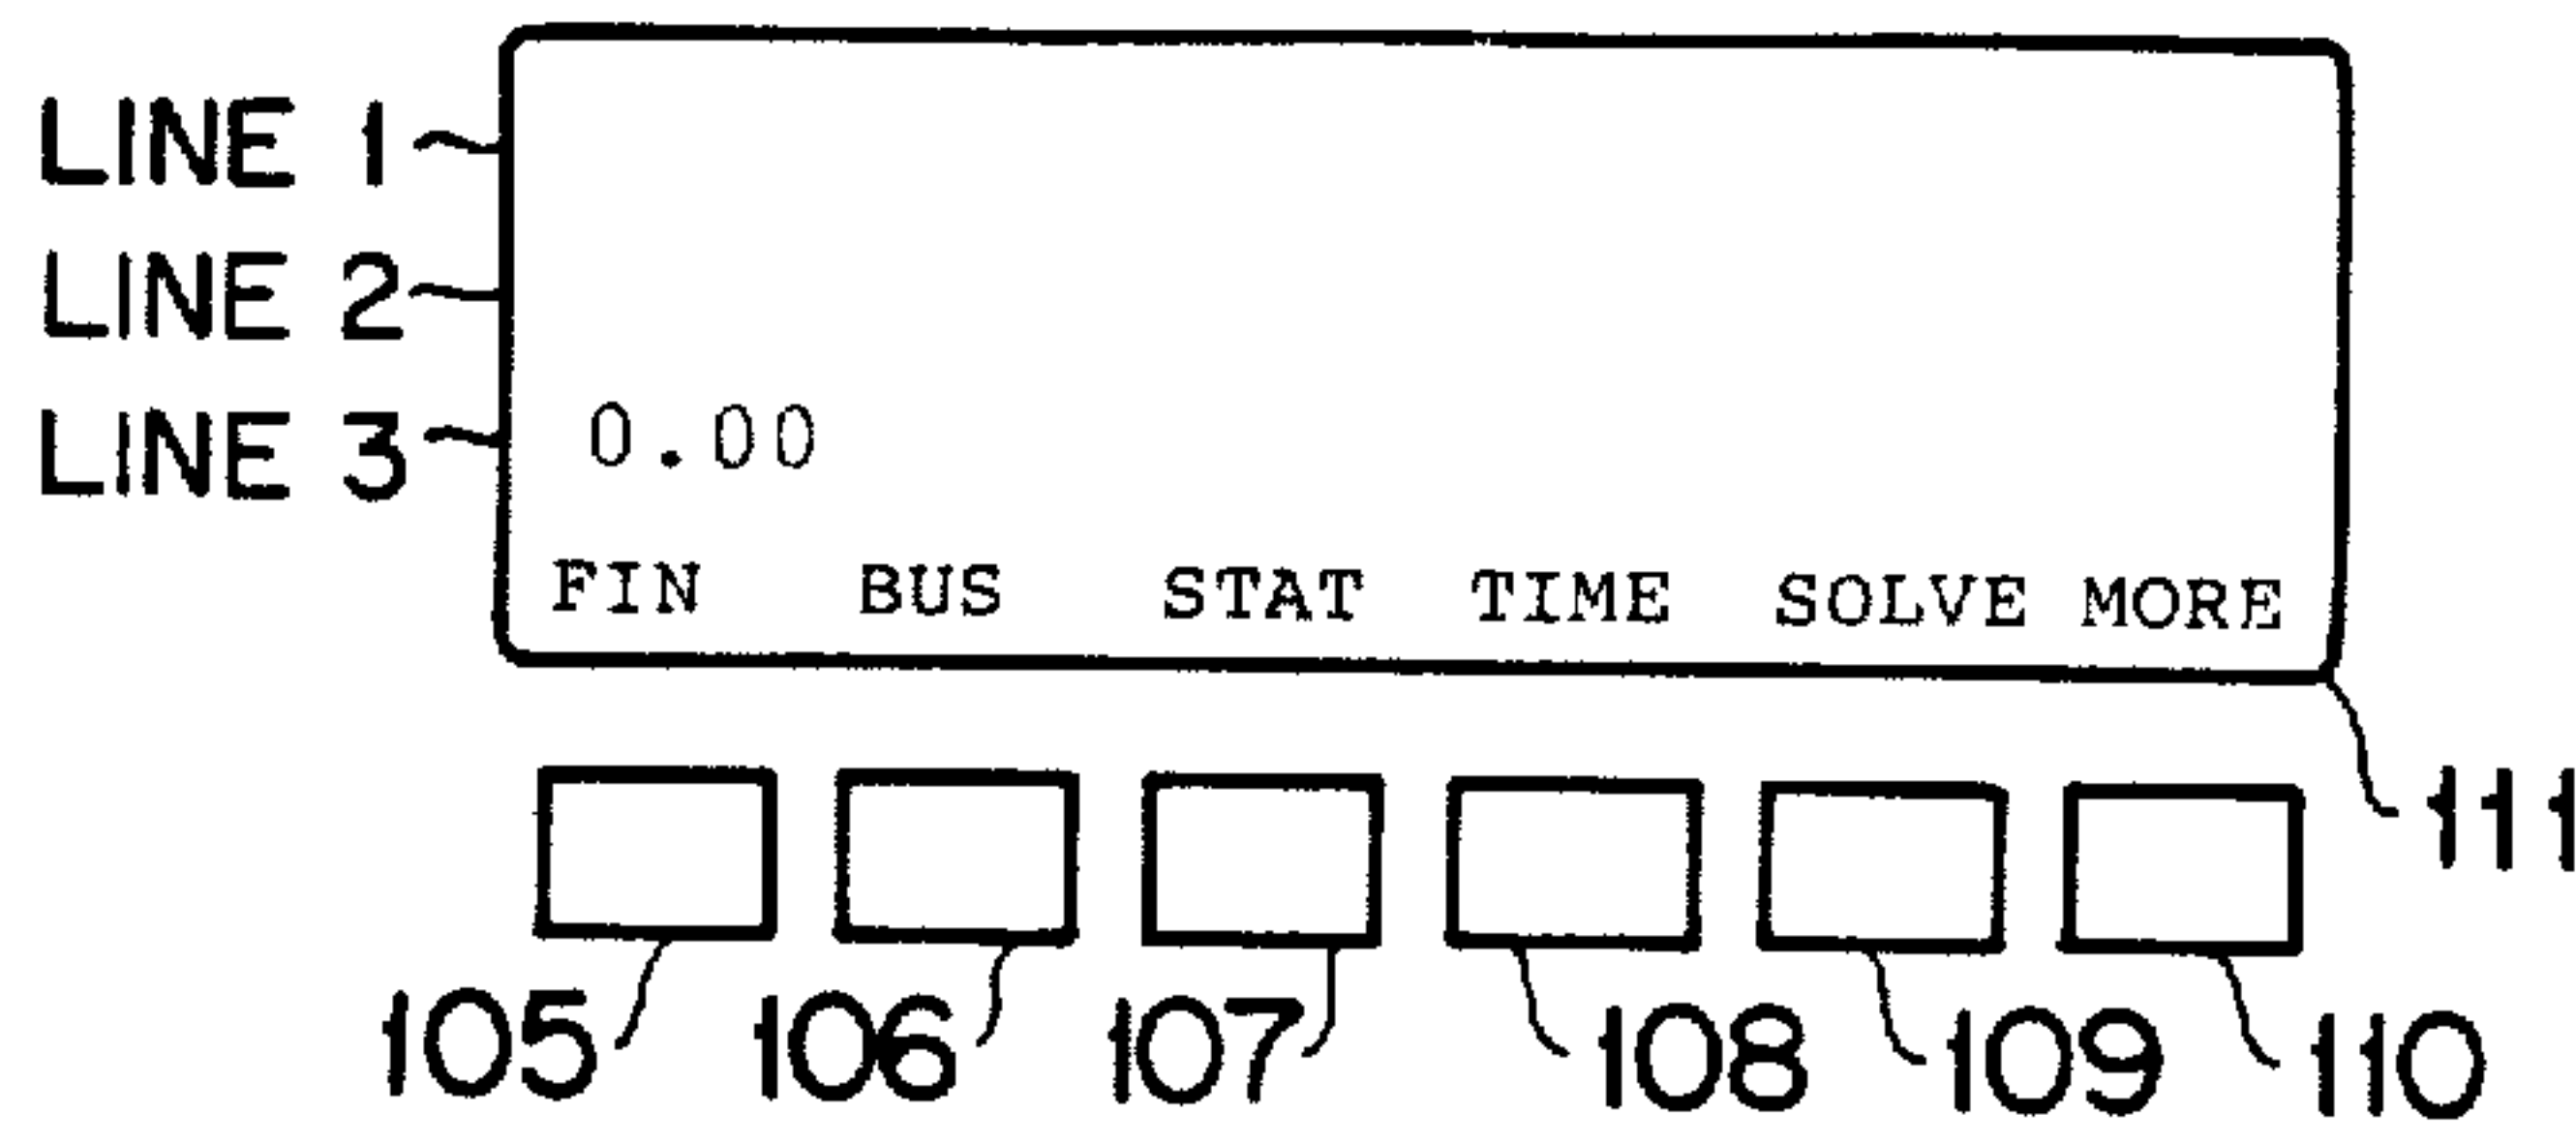 LINE 1
LINE 2
LINE 3 0.00
FIN BUS STAT TIME SOLVE MORE
111
105 106 107 108 109 110